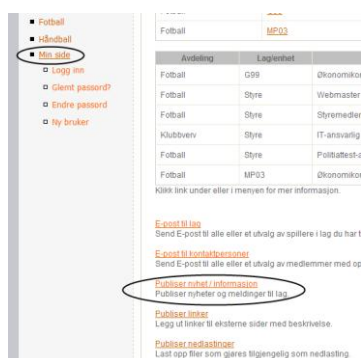 Fotball
Håndball
Min side
Logg inn
Glemt passord?
Endre passord
Ny bruker
Fotball MP03
Avdeling Lag/enhet
Fotball G99 Økonomikon
Fotball Styre Webmaster
Fotball Styre Styremedlem
Klubbverv Styre IT-ansvarlig
Fotball Styre Politiattest-a
Fotball MP03 Økonomikon
Klikk link under eller i menyen for mer informasjon.
E-post til lag
Send E-post til alle eller et utvalg av spillere i lag du har t
E-post til kontaktpersoner
Send E-post til alle eller et utvalg av medlemmer med op
Publiser nyhet / informasjon
Publiser nyheter og meldinger til lag.
Publiser linker
Legg ut linker til eksterne sider med beskrivelse.
Publiser nedlastinger
Last opp filer som gjøres tilgjengelig som nedlasting.